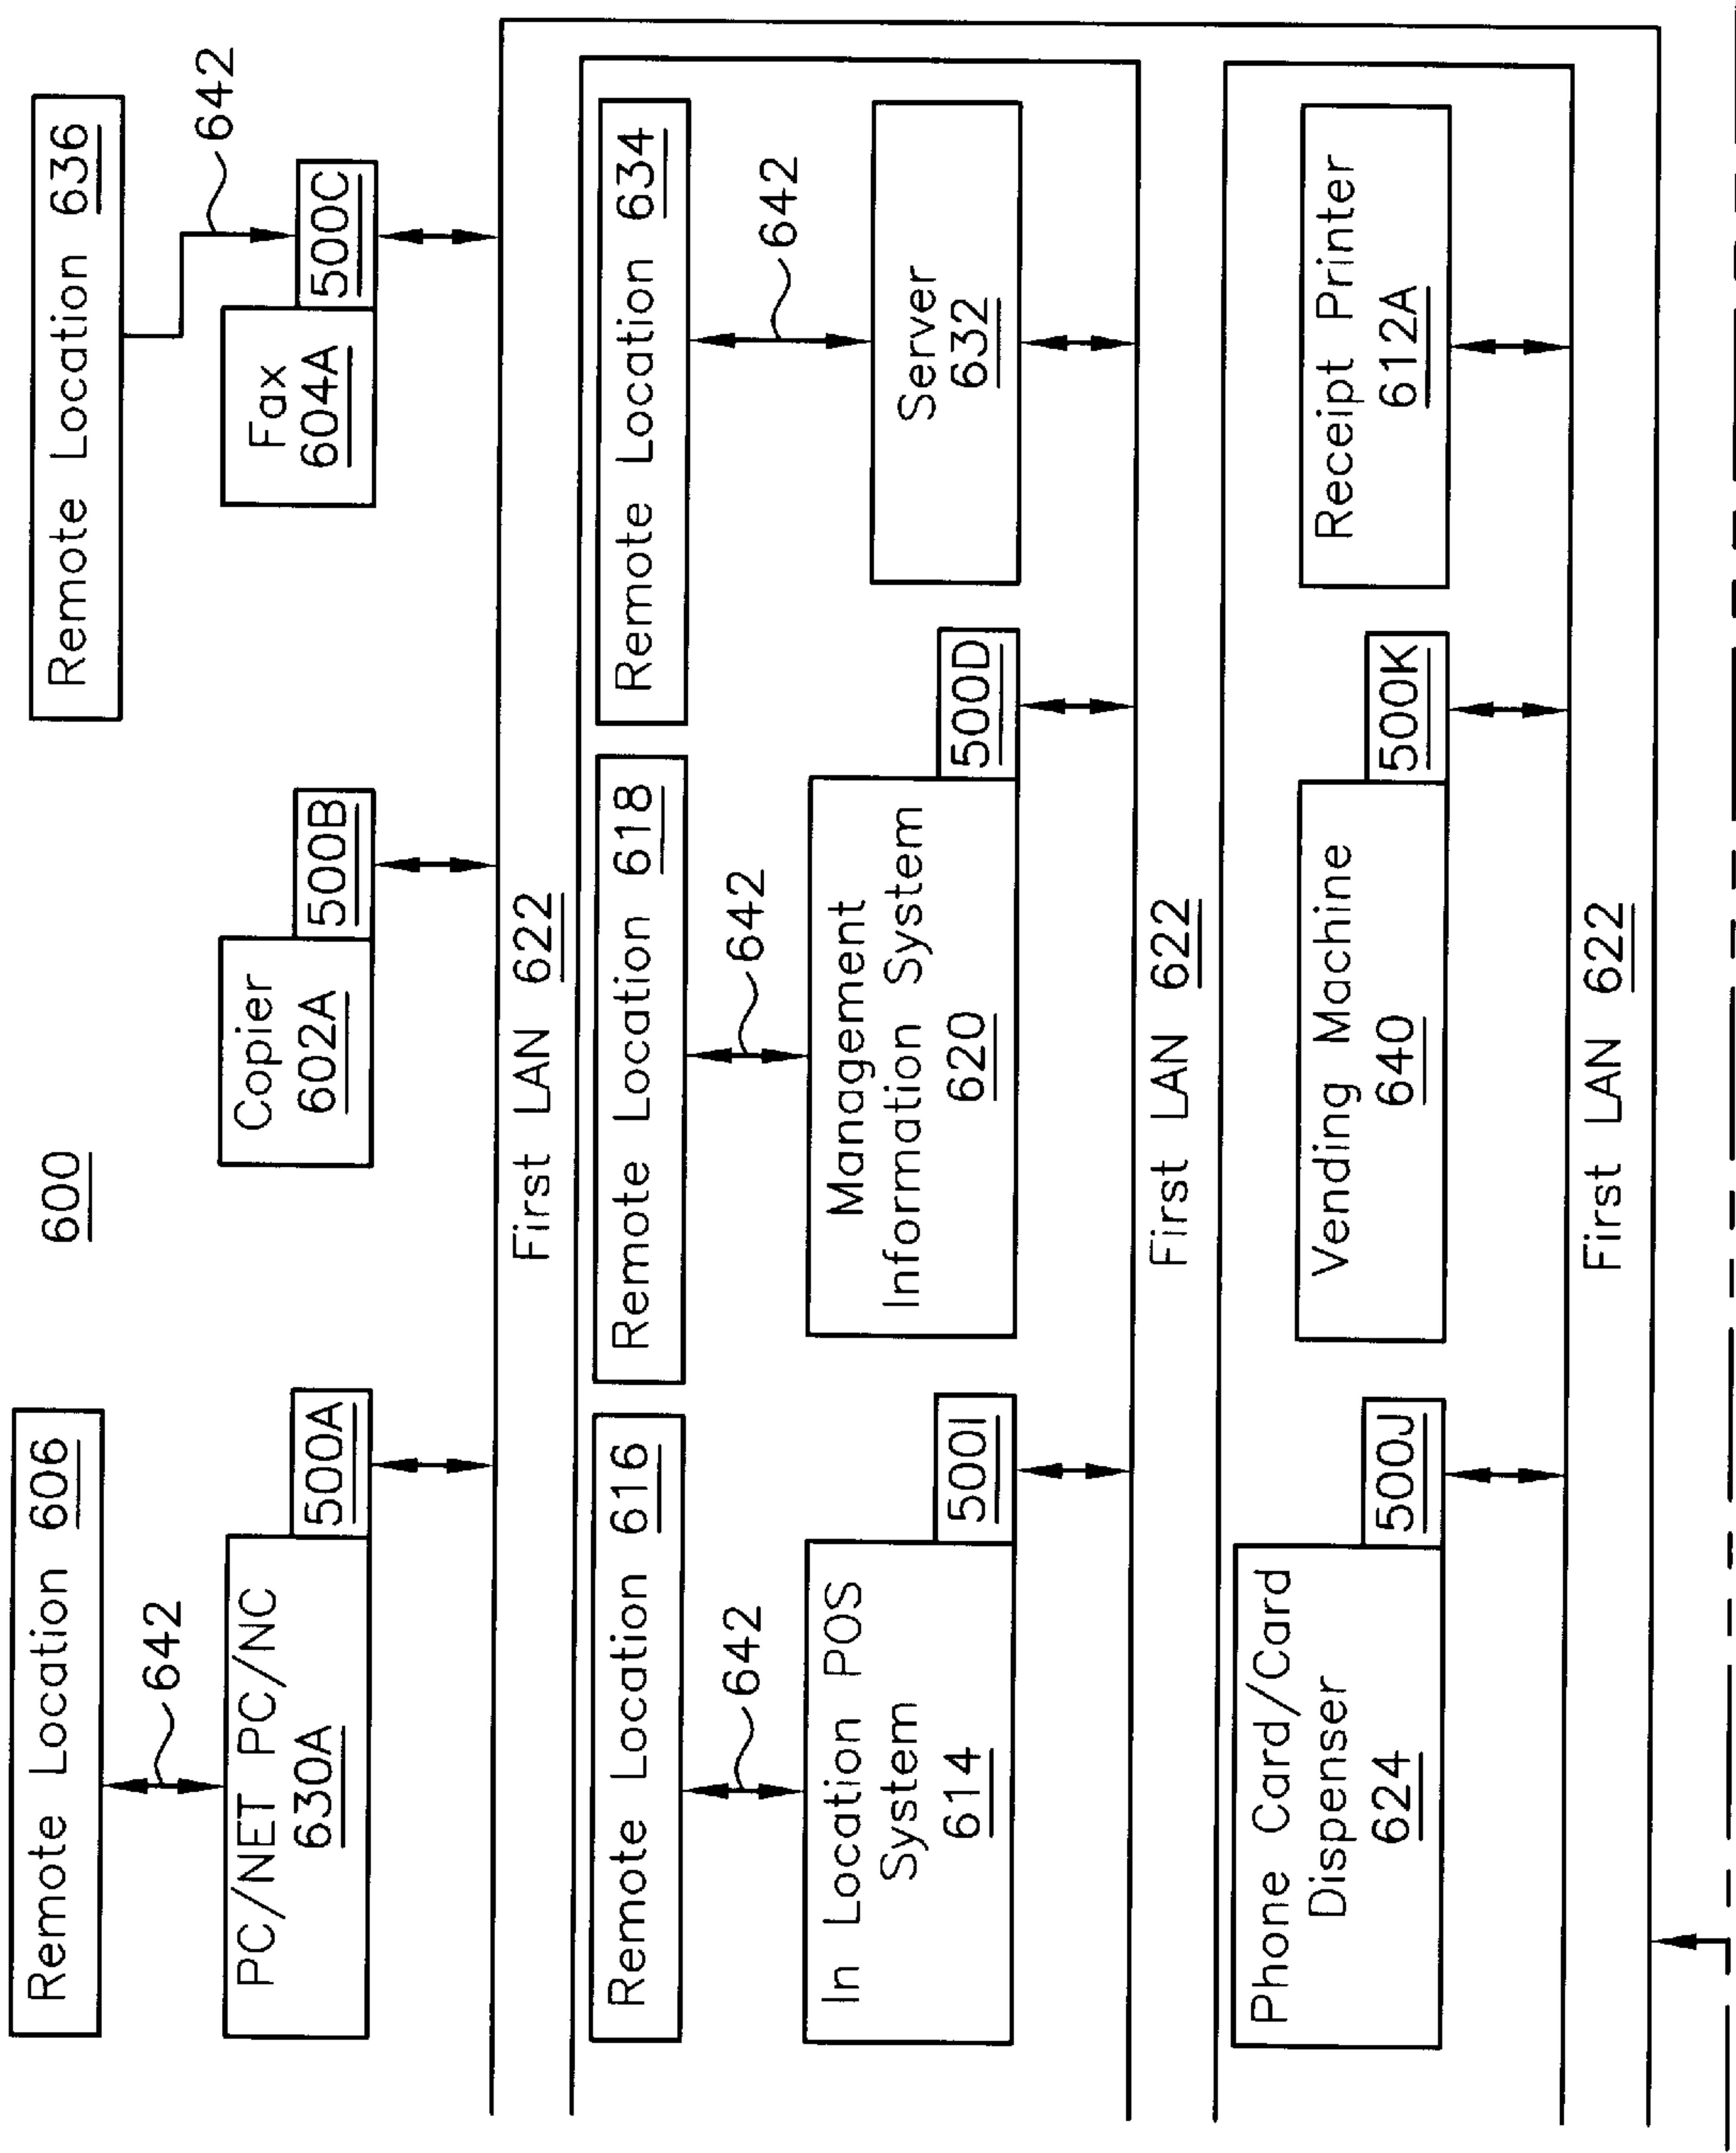 600
Remote Location 606
Remote Location 636
642
642
PC/NET PC/NC
630A
500A
Copier
602A
500B
Fax
604A
500C
First LAN 622
Remote Location 616
Remote Location 618
Remote Location 634
642
642
642
In Location POS
System
614
500I
Management
Information System
620
500D
Server
632
First LAN 622
Phone Card/Card
Dispenser
624
500J
Vending Machine
640
500K
Receipt Printer
612A
First LAN 622